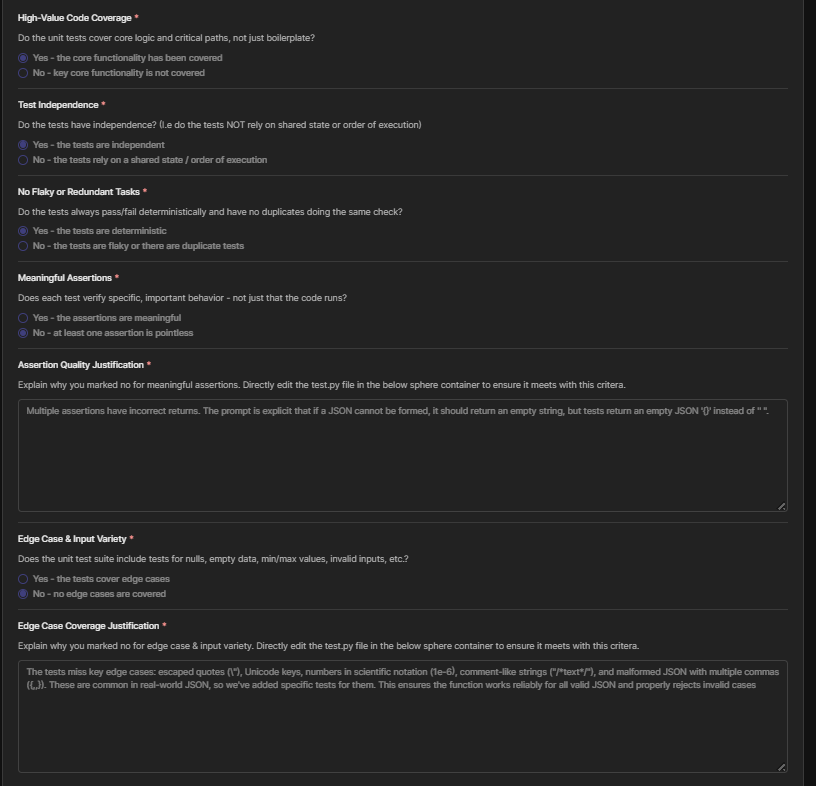 High-Value Code Coverage *
Do the unit tests cover core logic and critical paths, not just boilerplate?
Yes - the core functionality has been covered
No - key core functionality is not covered
Test Independence *
Do the tests have independence? (I.e do the tests NOT rely on shared state or order of execution)
Yes - the tests are independent
No - the tests rely on a shared state / order of execution
No Flaky or Redundant Tasks *
Do the tests always pass/fail deterministically and have no duplicates doing the same check?
Yes - the tests are deterministic
No - the tests are flaky or there are duplicate tests
Meaningful Assertions *
Does each test verify specific, important behavior - not just that the code runs?
Yes - the assertions are meaningful
No - at least one assertion is pointless
Assertion Quality Justification *
Explain why you marked no for meaningful assertions. Directly edit the test.py file in the below sphere container to ensure it meets with this critera.
Multiple assertions have incorrect returns. The prompt is explicit that if a JSON cannot be formed, it should return an empty string, but tests return an empty JSON '{}' instead of " ".
Edge Case & Input Variety *
Does the unit test suite include tests for nulls, empty data, min/max values, invalid inputs, etc.?
Yes - the tests cover edge cases
No - no edge cases are covered
Edge Case Coverage Justification *
Explain why you marked no for edge case & input variety. Directly edit the test.py file in the below sphere container to ensure it meets with this critera.
The tests miss key edge cases: escaped quotes (\"), Unicode keys, numbers in scientific notation (1e-6), comment-like strings ("/*text*/"), and malformed JSON with multiple commas
({,,}). These are common in real-world JSON, so we've added specific tests for them. This ensures the function works reliably for all valid JSON and properly rejects invalid cases